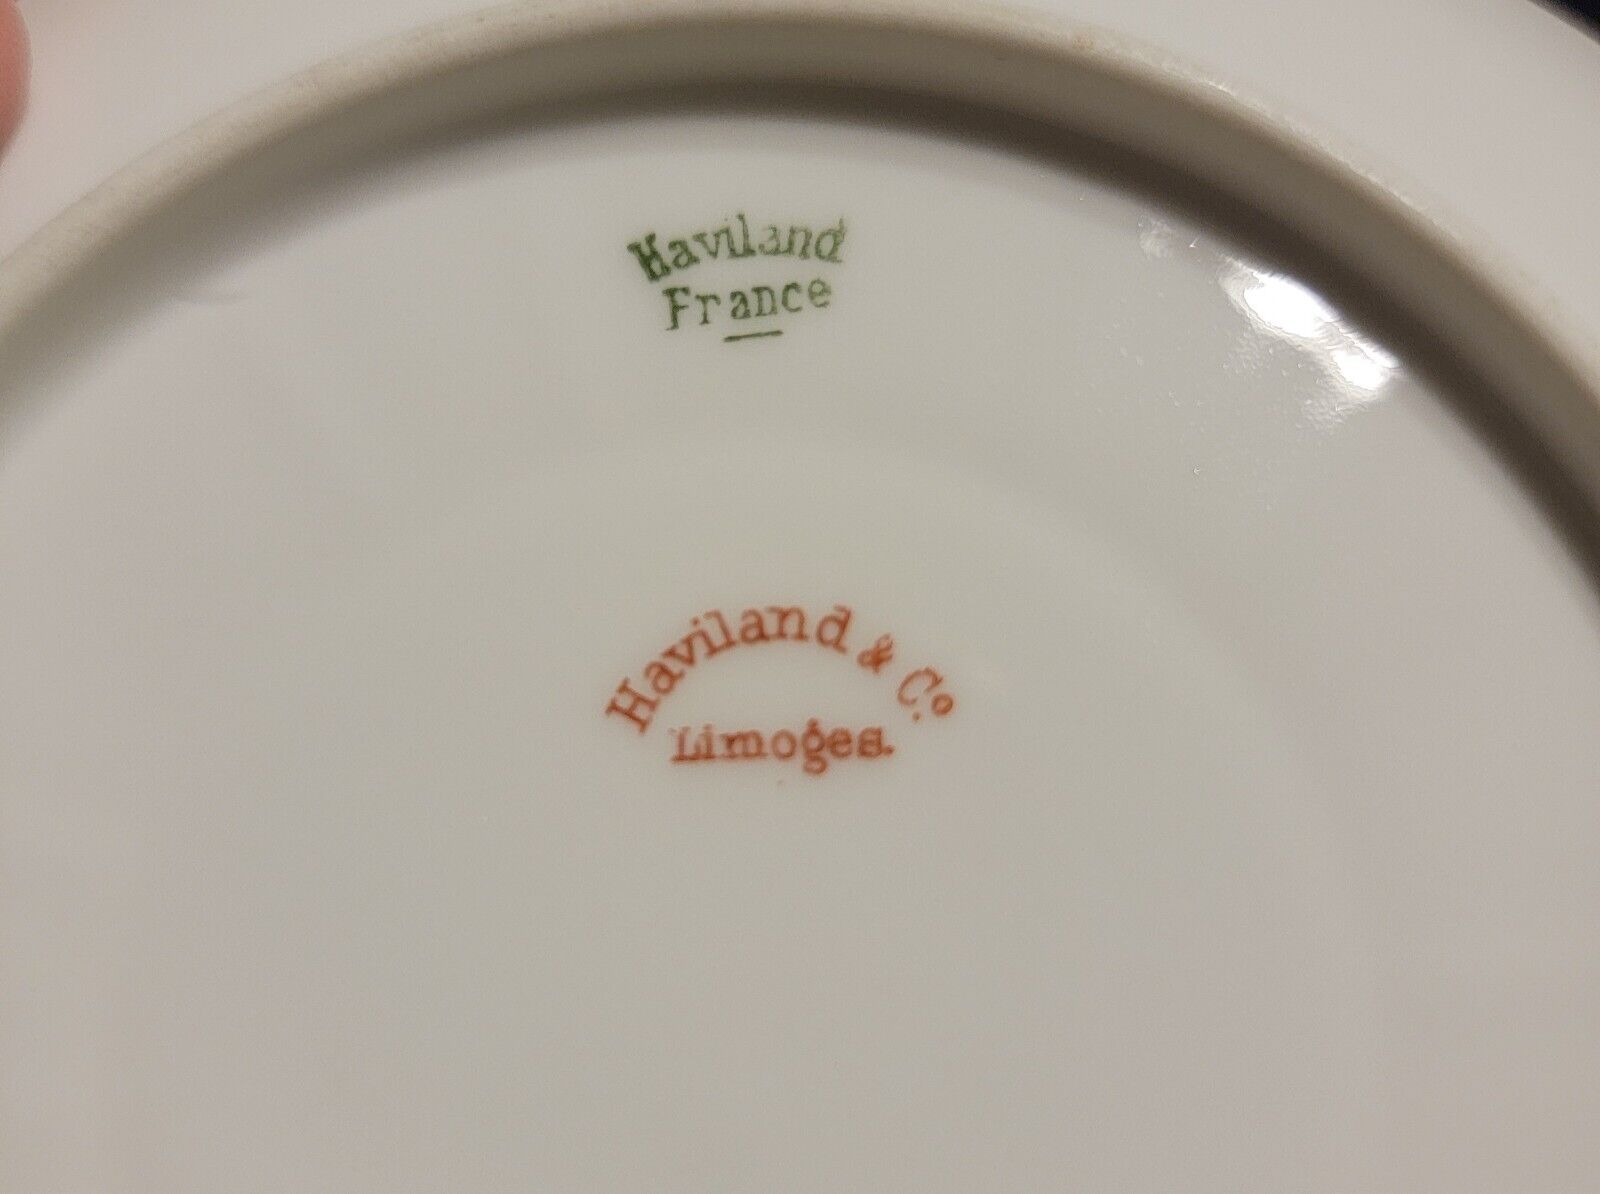 Haviland
France
Haviland & Cº
Limoges.